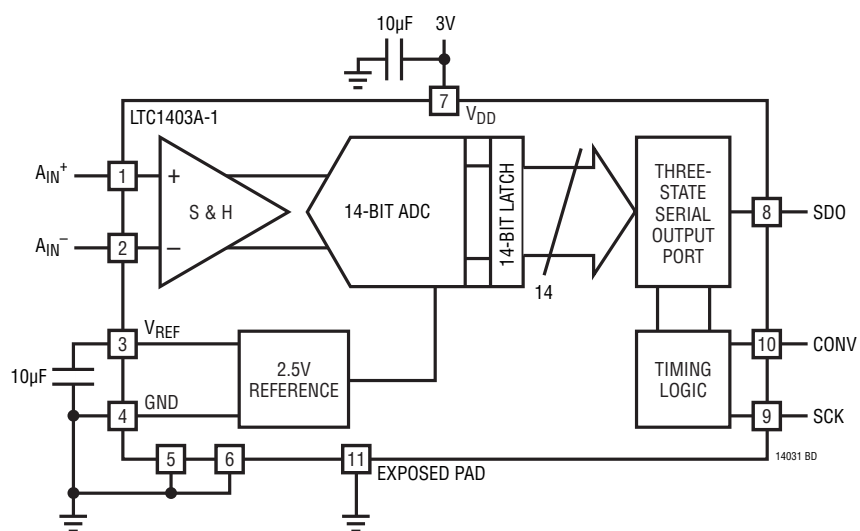 10µF 3V
7
LTC1403A-1
VDD
AIN+
1
+
S & H
14-BIT ADC
14-BIT LATCH
THREE-
STATE
SERIAL
OUTPUT
PORT
8
SDO
AIN–
2
–
14
3
VREF
10µF
2.5V
REFERENCE
TIMING
LOGIC
10
CONV
4
GND
9
SCK
5
6
11
EXPOSED PAD
14031 BD